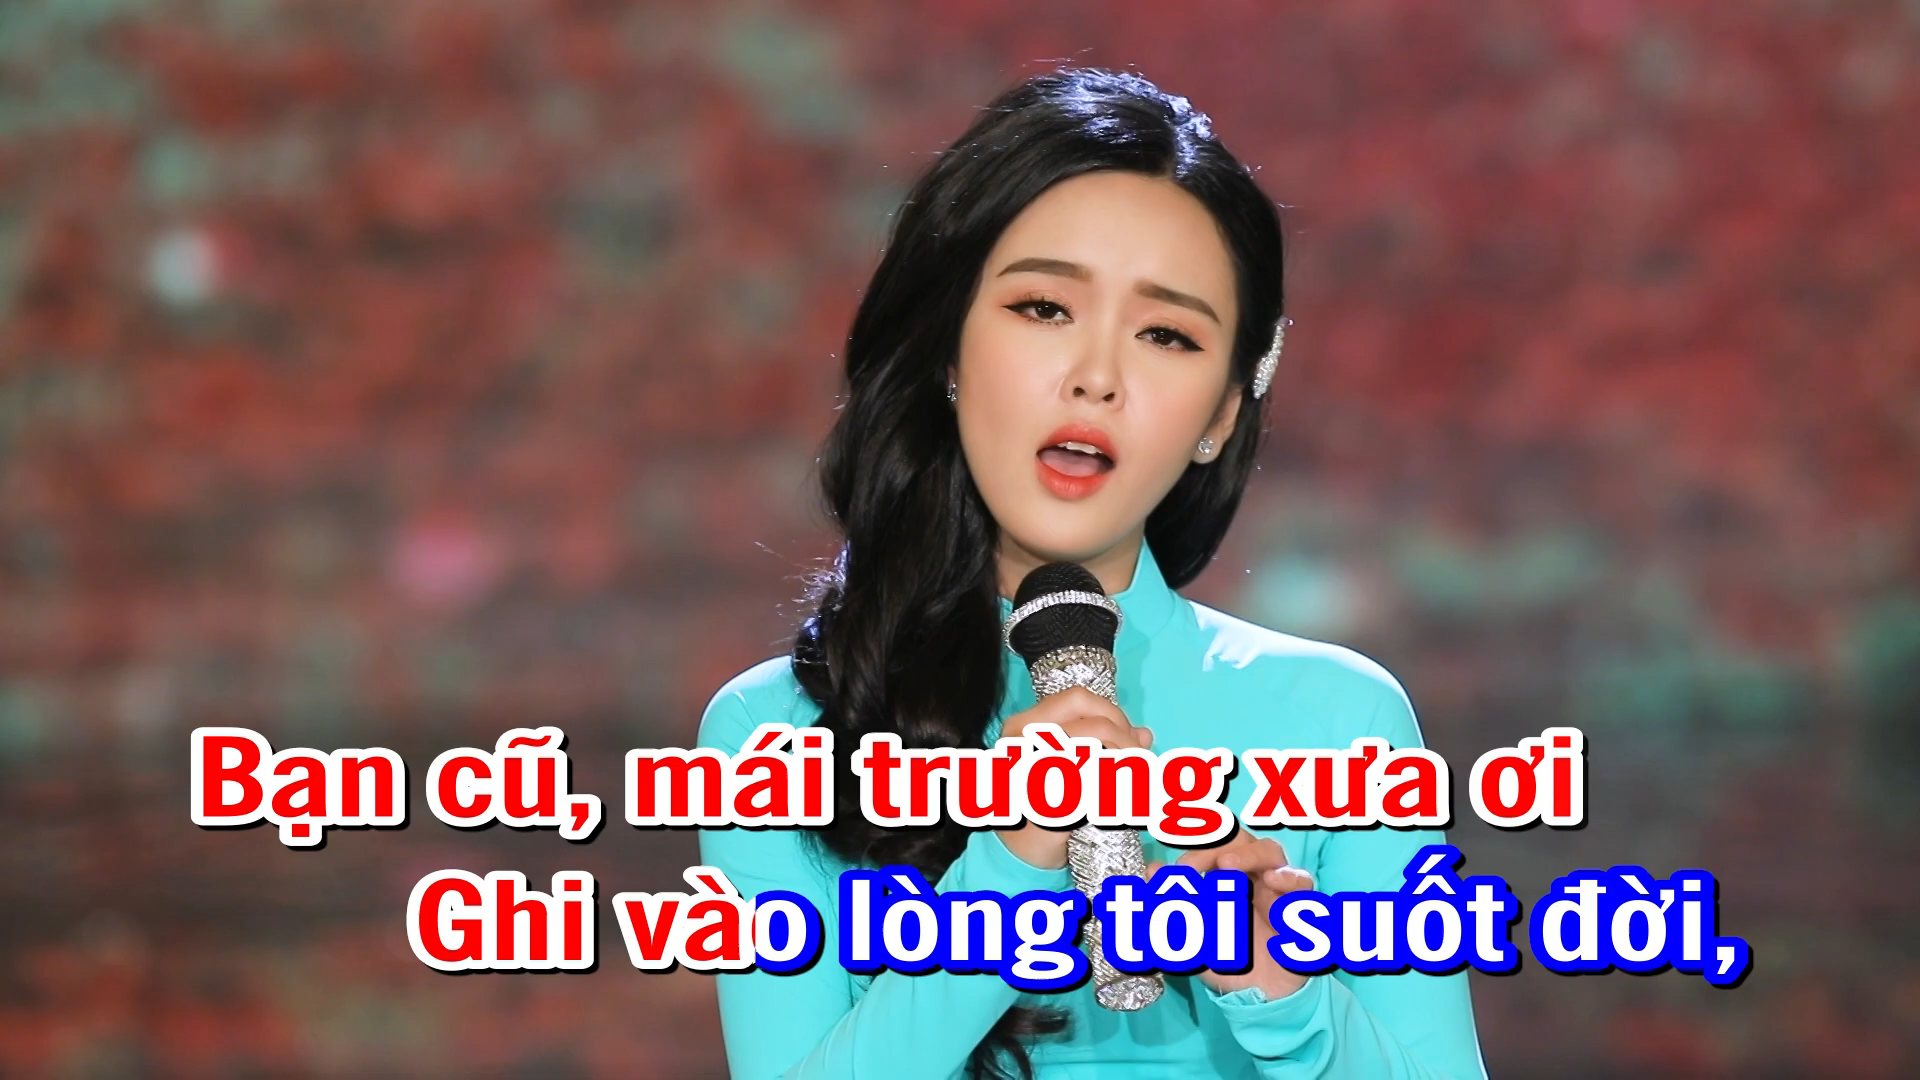 Bạn cũ, mái trường xưa ơi
Ghi vào lòng tôi suốt đời,